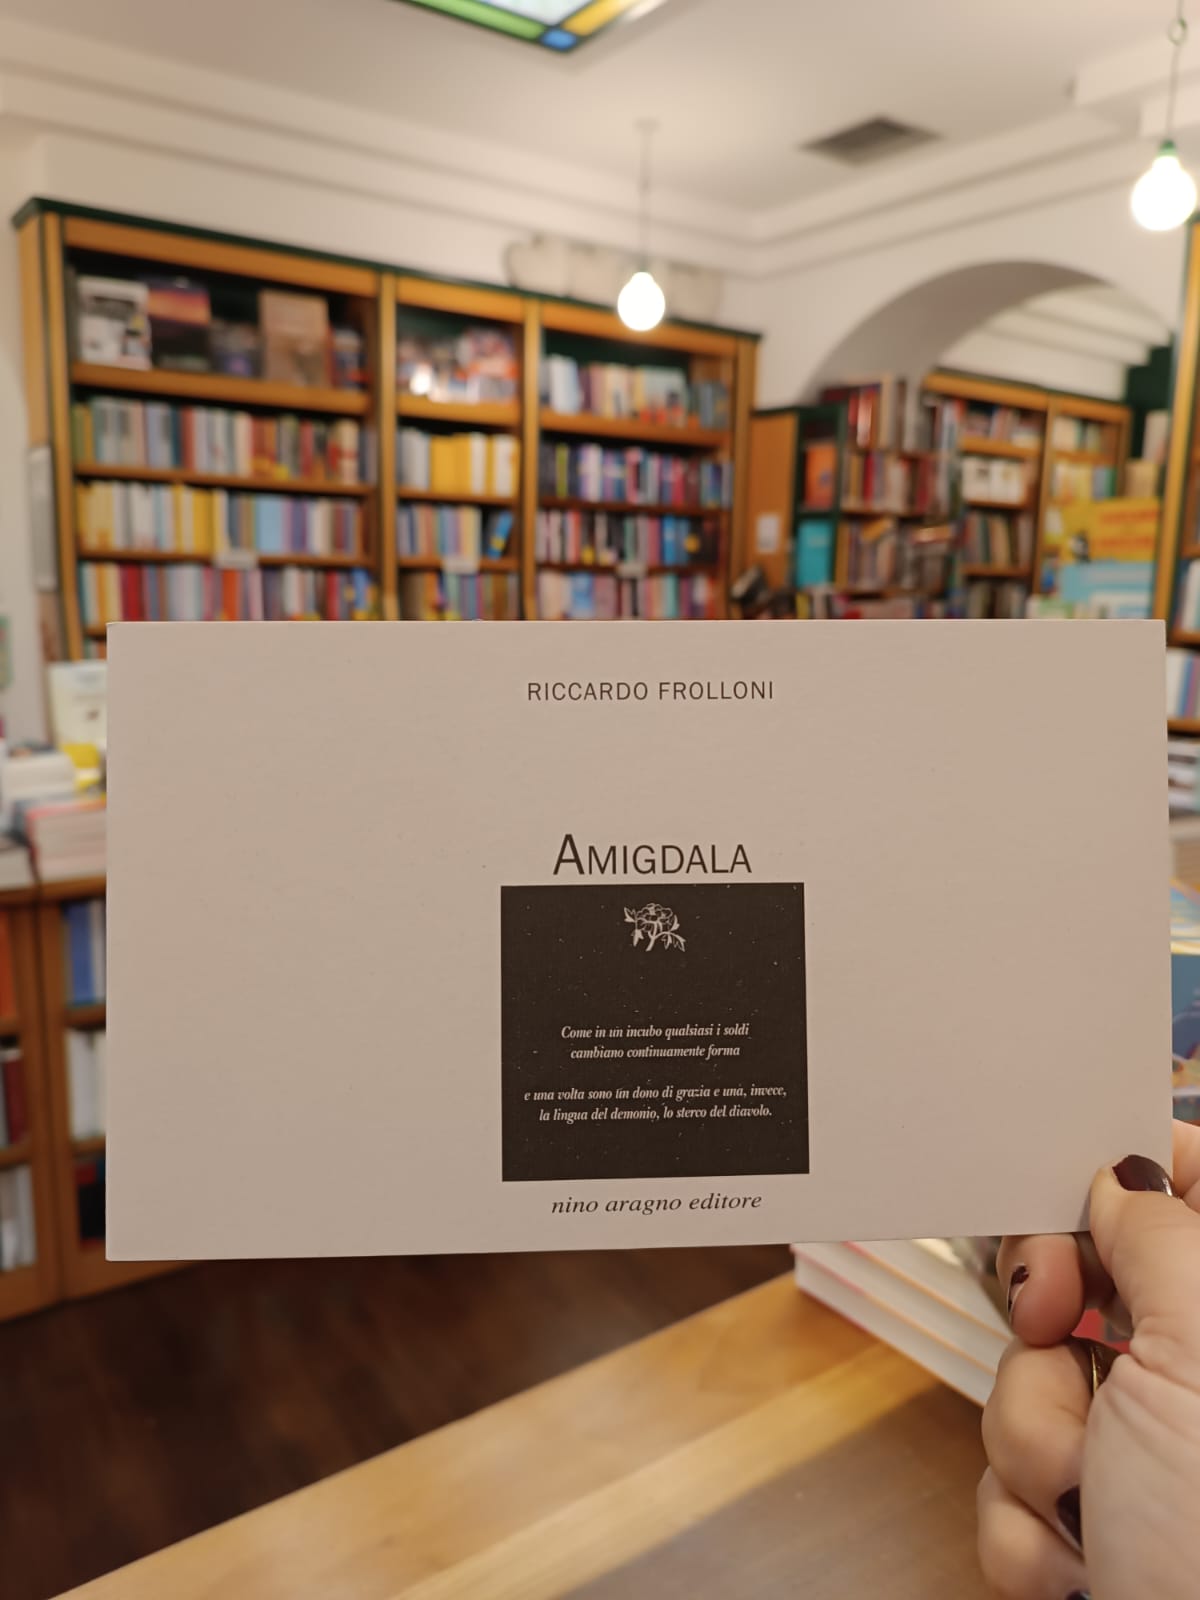 RICCARDO FROLLONI
AMIGDALA
Come in un incubo qualsiasi i soldi
cambiano continuamente forma
e una volta sono un dono di grazia e una, invece,
la lingua del demonio, lo sterco del diavolo.
nino aragno editore